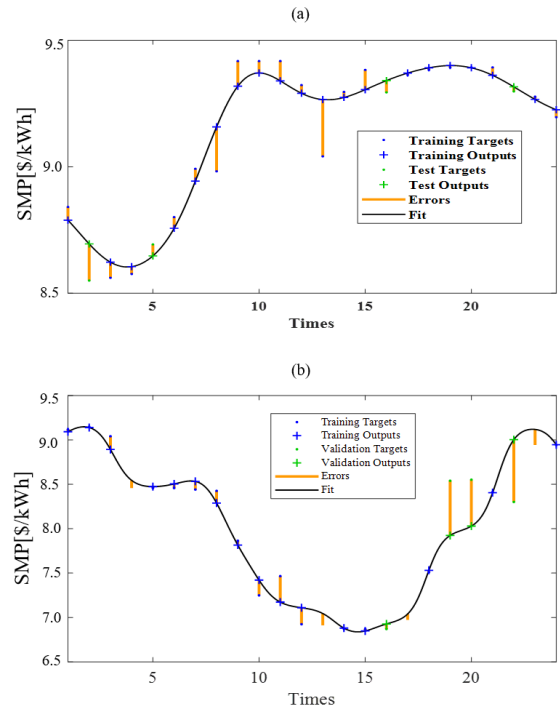 (a)
9.5
9.0
8.5
SMP[$/kWh]
Training Targets
Training Outputs
Test Targets
Test Outputs
Errors
Fit
5
10
15
20
Times
(b)
9.5
9.0
8.5
8.0
7.5
7.0
6.5
SMP[$/kWh]
Training Targets
Training Outputs
Validation Targets
Validation Outputs
Errors
Fit
5
10
15
20
Times